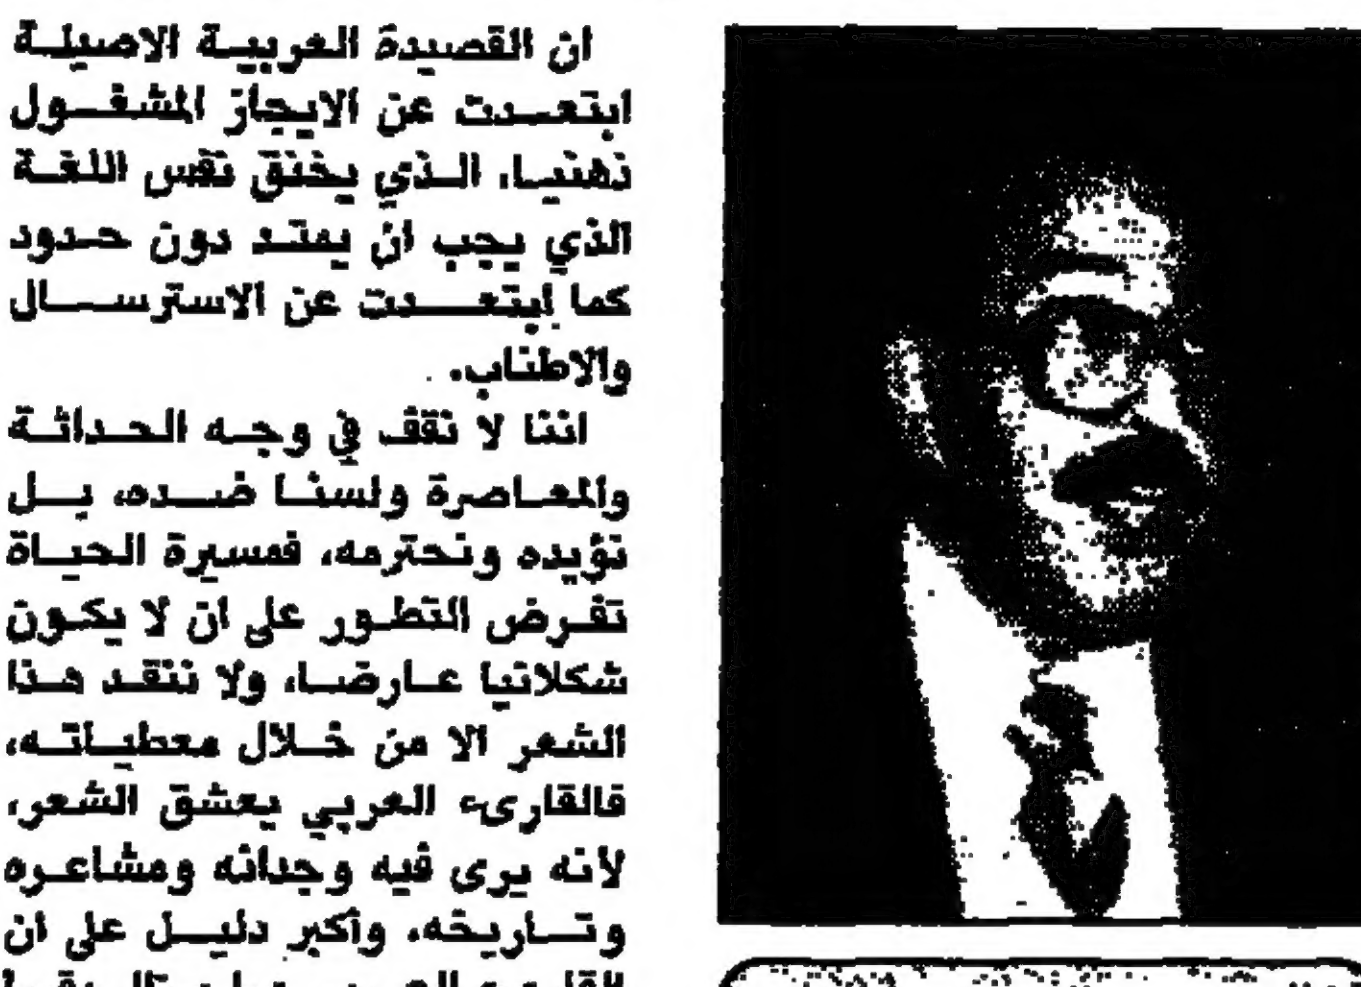 ان القصيدة العربية الاصيلة
ابتعدت عن الايجاز المشغول
ذهنيا، الذي يخنق نفس اللغة
الذي يجب ان يمتد دون حدود
كما ابتعدت عن الاسترسال
والاطناب.
اننا لا نقف في وجه الحداثة
والمعاصرة ولسنا ضده، بل
نؤيده ونحترمه، فمسيرة الحياة
تفرض التطور على ان لا يكون
شكلانيا عارضا، ولا ننقد هذا
الشعر الا من خلال معطياته،
فالقارىء العربي يعشق الشعر،
لانه يرى فيه وجدانه ومشاعره
وتاريخه، وأكبر دليل على ان